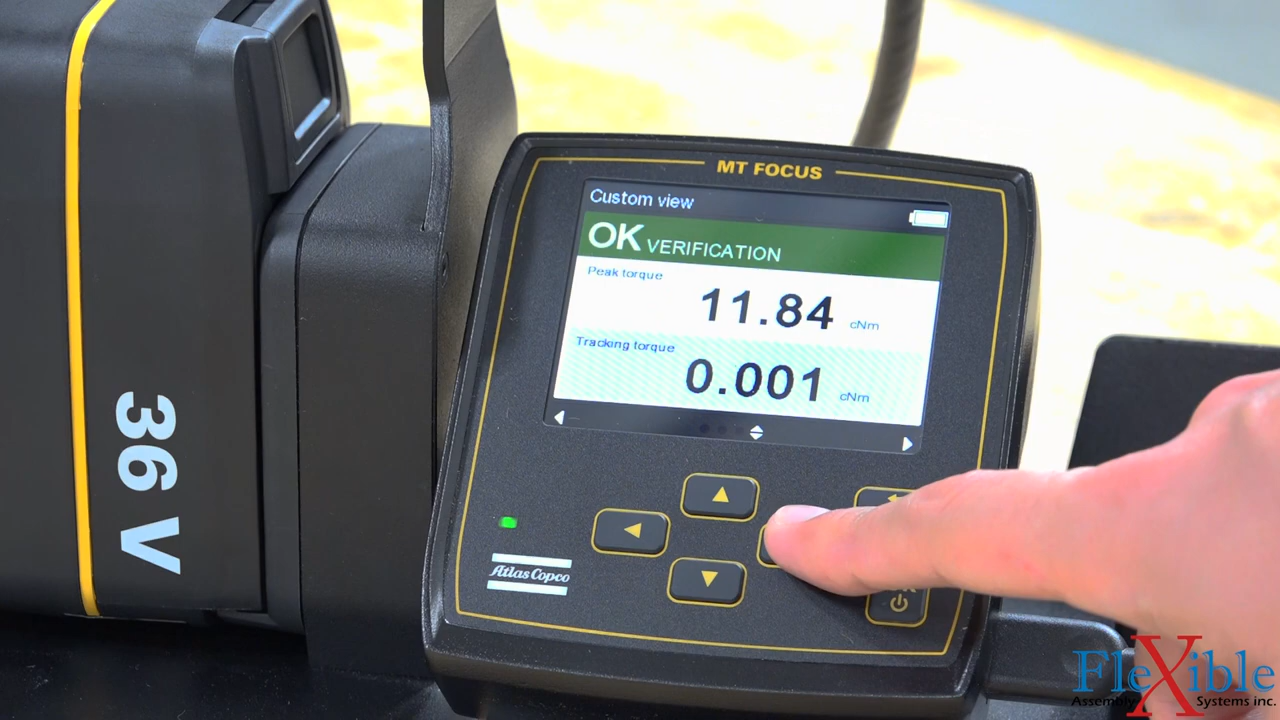 MT FOCUS
Custom view
OK VERIFICATION
Peak torque
11.84 cNm
Tracking torque
0.001 cNm
36 V
Atlas Copco
FleXible
Assembly Systems inc.